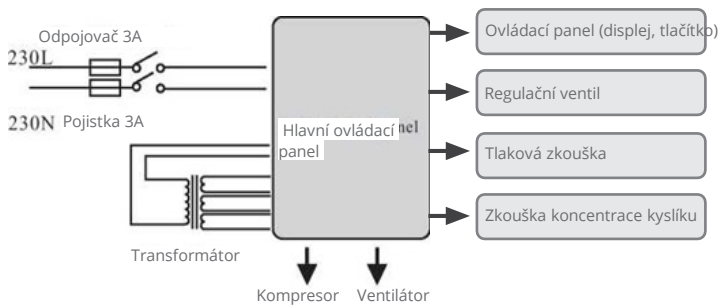 Odpojovač 3A
230L
230N Pojistka 3A
Hlavní ovládací nel
panel
Transformátor
Kompresor Ventilátor
Ovládací panel (displej, tlačítko)
Regulační ventil
Tlaková zkouška
Zkouška koncentrace kyslíku